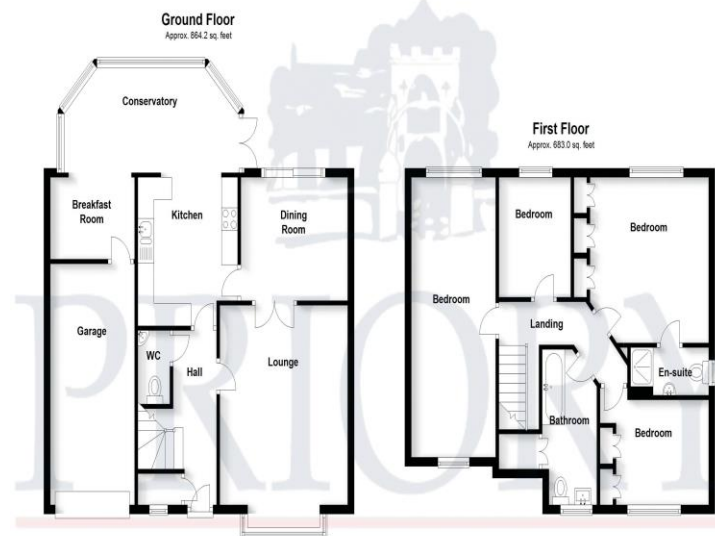 Ground Floor
Approx. 864.2 sq. feet
Conservatory
Breakfast
Room
Kitchen
Dining
Room
Garage
WC
Hall
Lounge
First Floor
Approx. 683.0 sq. feet
Bedroom
Bedroom
Bedroom
Landing
En-suite
Bathroom
Bedroom
PRIORY